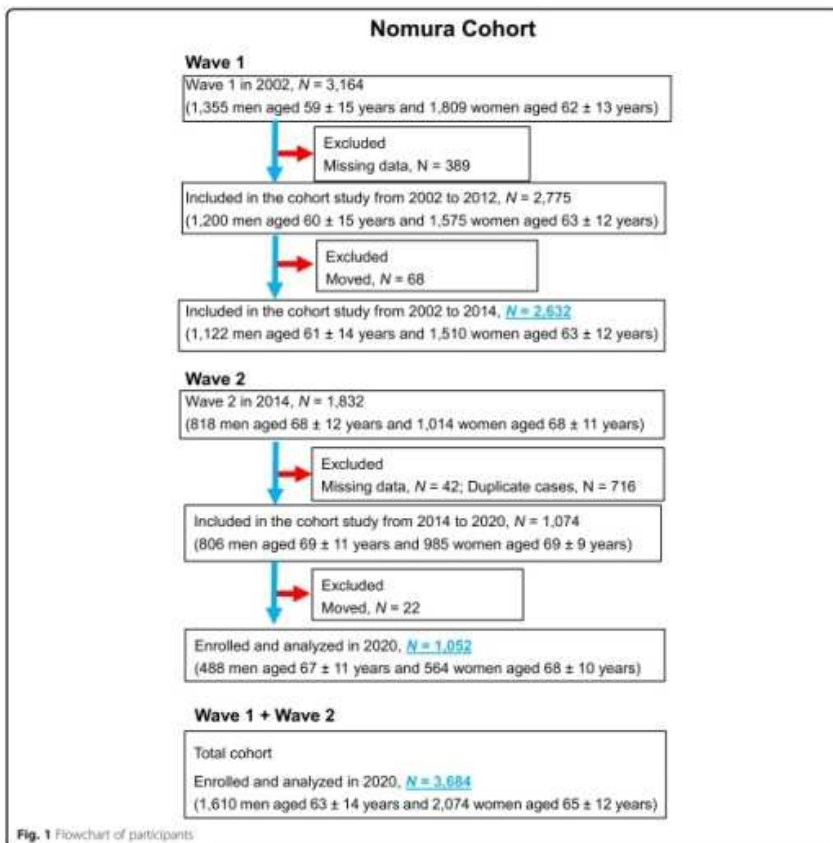 Nomura Cohort
Wave 1
Wave 1 in 2002, N = 3,164
(1,355 men aged 59 ± 15 years and 1,809 women aged 62 ± 13 years)
Excluded
Missing data, N = 389
Included in the cohort study from 2002 to 2012, N = 2,775
(1,200 men aged 60 ± 15 years and 1,575 women aged 63 ± 12 years)
Excluded
Moved, N = 68
Included in the cohort study from 2002 to 2014, N = 2,632
(1,122 men aged 61 ± 14 years and 1,510 women aged 63 ± 12 years)
Wave 2
Wave 2 in 2014, N = 1,832
(818 men aged 68 ± 12 years and 1,014 women aged 68 ± 11 years)
Excluded
Missing data, N = 42; Duplicate cases, N = 716
Included in the cohort study from 2014 to 2020, N = 1,074
(806 men aged 69 ± 11 years and 985 women aged 69 ± 9 years)
Excluded
Moved, N = 22
Enrolled and analyzed in 2020, N = 1,052
(488 men aged 67 ± 11 years and 564 women aged 68 ± 10 years)
Wave 1 + Wave 2
Total cohort
Enrolled and analyzed in 2020, N = 3,684
(1,610 men aged 63 ± 14 years and 2,074 women aged 65 ± 12 years)
Fig. 1 Flowchart of participants